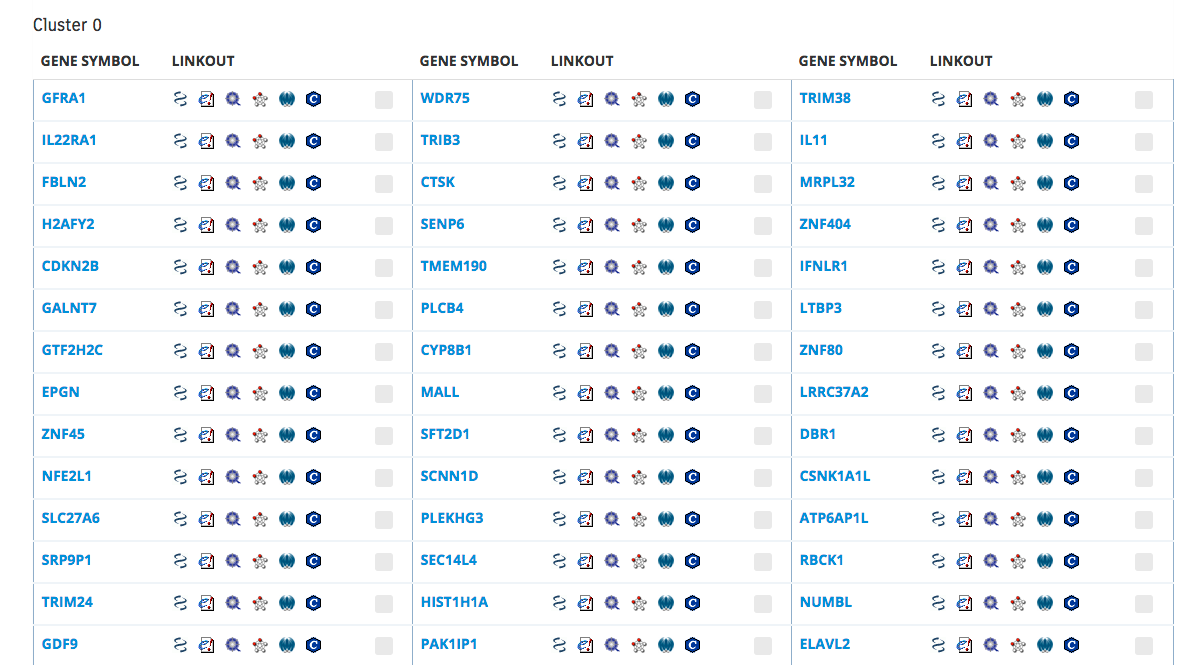 Cluster 0
GENE SYMBOL LINKOUT GENE SYMBOL LINKOUT GENE SYMBOL LINKOUT
GFRA1 WDR75 TRIM38
IL22RA1 TRIB3 IL11
FBLN2 CTSK MRPL32
H2AFY2 SENP6 ZNF404
CDKN2B TMEM190 IFNLR1
GALNT7 PLCB4 LTBP3
GTF2H2C CYP8B1 ZNF80
EPGN MALL LRRC37A2
ZNF45 SFT2D1 DBR1
NFE2L1 SCNN1D CSNK1A1L
SLC27A6 PLEKHG3 ATP6AP1L
SRP9P1 SEC14L4 RBCK1
TRIM24 HIST1H1A NUMBL
GDF9 PAK1IP1 ELAVL2